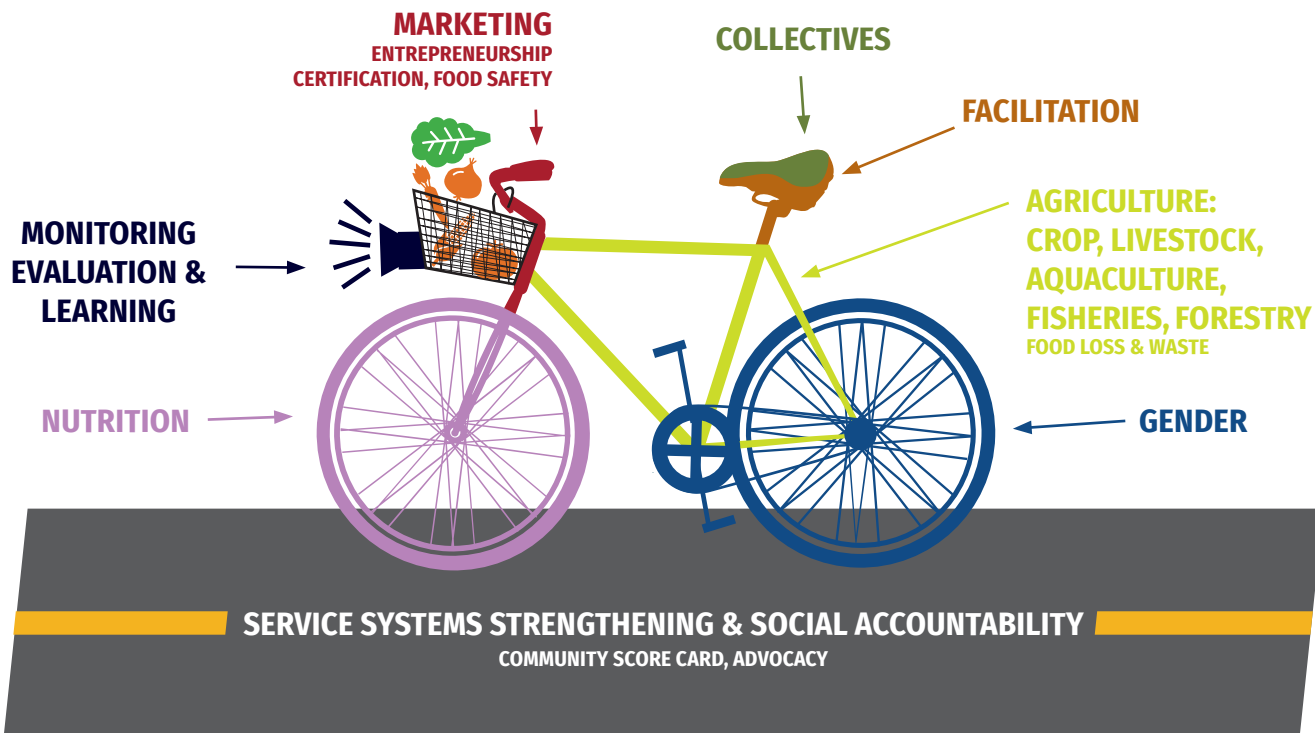 MARKETING
ENTREPRENEURSHIP
CERTIFICATION, FOOD SAFETY
COLLECTIVES
FACILITATION
AGRICULTURE:
CROP, LIVESTOCK,
AQUACULTURE,
FISHERIES, FORESTRY
FOOD LOSS & WASTE
MONITORING
EVALUATION &
LEARNING
NUTRITION
GENDER
SERVICE SYSTEMS STRENGTHENING & SOCIAL ACCOUNTABILITY
COMMUNITY SCORE CARD, ADVOCACY